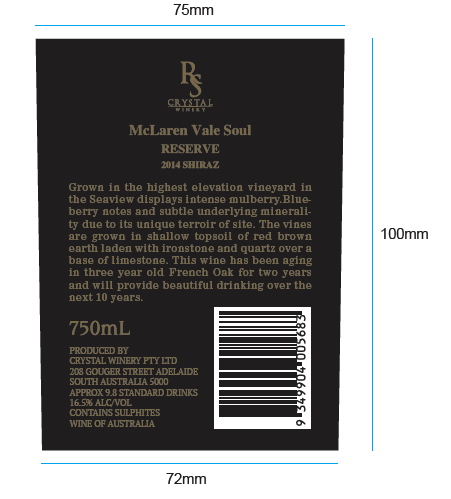 75mm
RS
CRYSTAL
WINERY
McLaren Vale Soul
RESERVE
2014 SHIRAZ
Grown in the highest elevation vineyard in
the Seaview displays intense mulberry.Blue-
berry notes and subtle underlying minerali-
ty due to its unique terroir of site. The vines
are grown in shallow topsoil of red brown
earth laden with ironstone and quartz over a
base of limestone. This wine has been aging
in three year old French Oak for two years
and will provide beautiful drinking over the
next 10 years.
750mL
PRODUCED BY
CRYSTAL WINERY PTY LTD
208 GOUGER STREET ADELAIDE
SOUTH AUSTRALIA 5000
APPROX 9.8 STANDARD DRINKS
16.5% ALC/VOL
CONTAINS SULPHITES
WINE OF AUSTRALIA
9 349904 005683
100mm
72mm